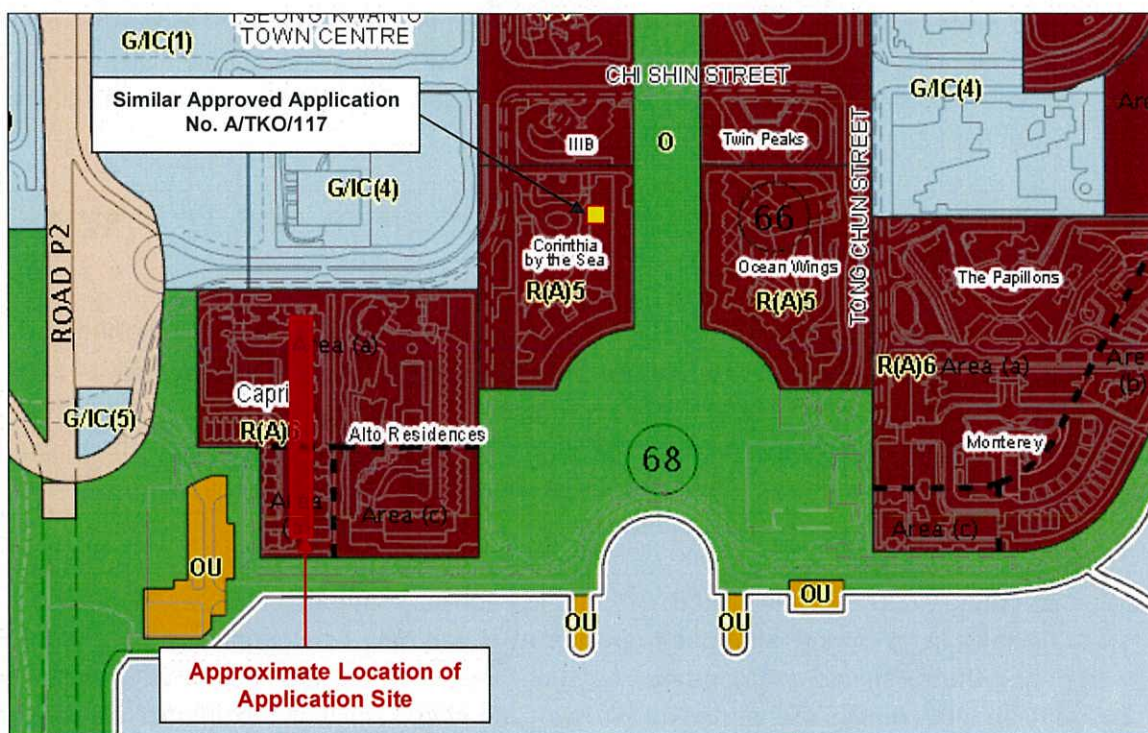 TSEUNG KWAN O
TOWN CENTRE
G/IC(1)
CHI SHIN STREET
Similar Approved Application
No. A/TKO/117
G/IC(4)
IIIB
O
Twin Peaks
G/IC(4)
66
TONG CHUN STREET
Corinthia
by the Sea
R(A)5
Ocean Wings
R(A)5
The Papillons
ROAD P2
Area (a)
R(A)6
Area (a)
Area
(b)
Capri
G/IC(5)
R(A)6
Alto Residences
Monterey
68
Area
Area (c)
Area (c)
OU
OU
OU
OU
Approximate Location of
Application Site